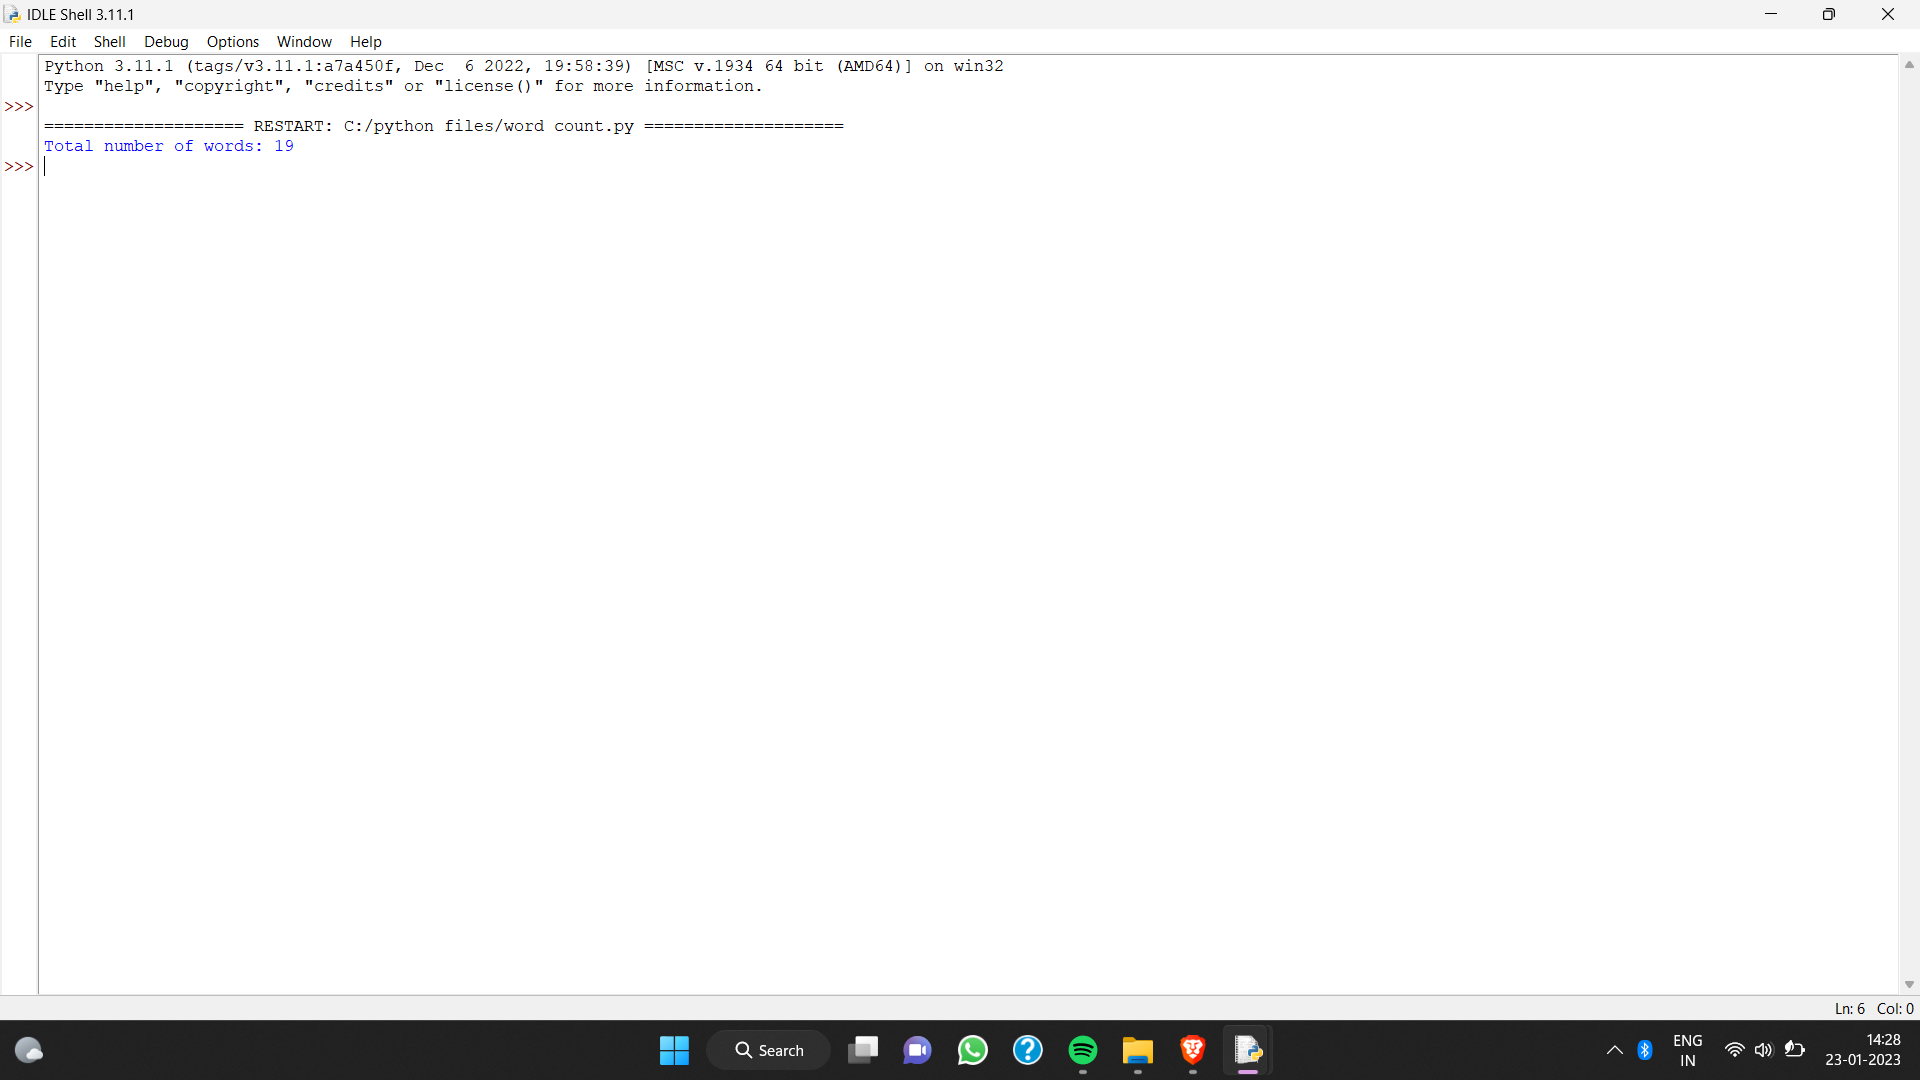 IDLE Shell 3.11.1
File Edit Shell Debug Options Window Help
Python 3.11.1 (tags/v3.11.1:a7a450f, Dec  6 2022, 19:58:39) [MSC v.1934 64 bit (AMD64)] on win32
Type "help", "copyright", "credits" or "license()" for more information.
>>>
==================== RESTART: C:/python files/word count.py ====================
Total number of words: 19
>>>
Ln: 6 Col: 0
Search
ENG
IN
14:28
23-01-2023